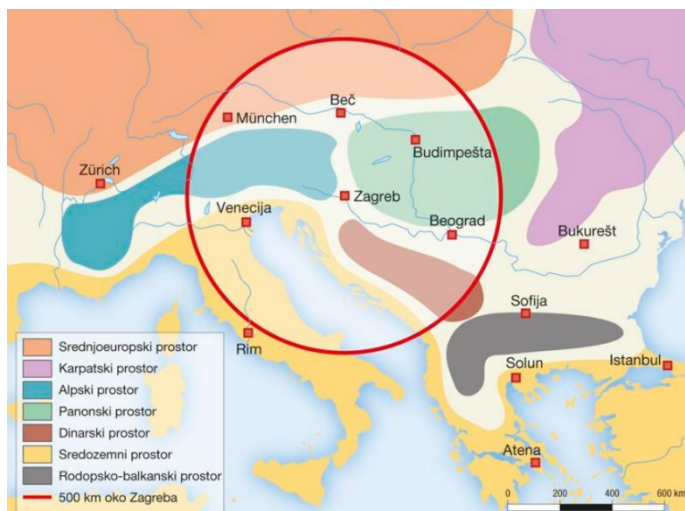 Beč
München
Budimpešta
Zürich
Zagreb
Venecija
Beograd
Bukurešt
Sofija
Rim
Solun
Istanbul
Atena
Srednjoeuropski prostor
Karpatski prostor
Alpski prostor
Panonski prostor
Dinarski prostor
Sredozemni prostor
Rodopsko-balkanski prostor
500 km oko Zagreba
0 200 400 600 km